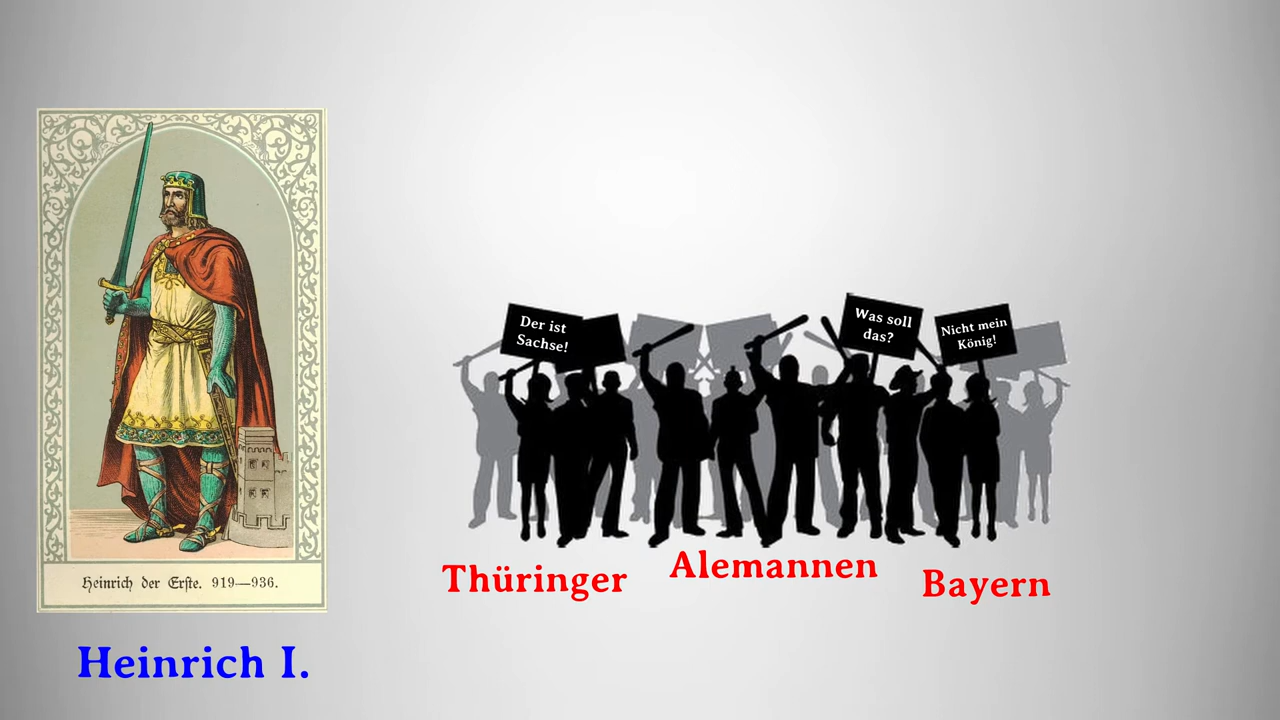 Heinrich der Erste. 919—936.
Heinrich I.
Der ist
Sachse!
Was soll
das?
Nicht mein
König!
Thüringer
Alemannen
Bayern